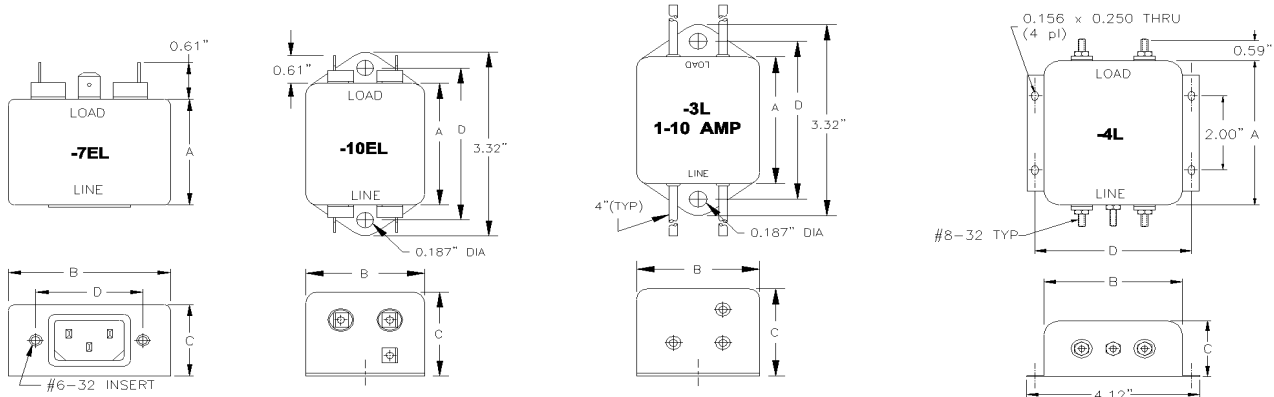 0.61"
LOAD
-7EL
LINE
A
B
D
C
#6-32 INSERT
0.61"
LOAD
-10EL
LINE
A
D
3.32"
0.187" DIA
B
C
LOAD
-3L
1-10 AMP
LINE
A
D
3.32"
4"(TYP)
0.187" DIA
B
C
0.156 x 0.250 THRU
(4 pl)
0.59"
LOAD
-4L
LINE
2.00"
A
#8-32 TYP
D
B
C
4.12"